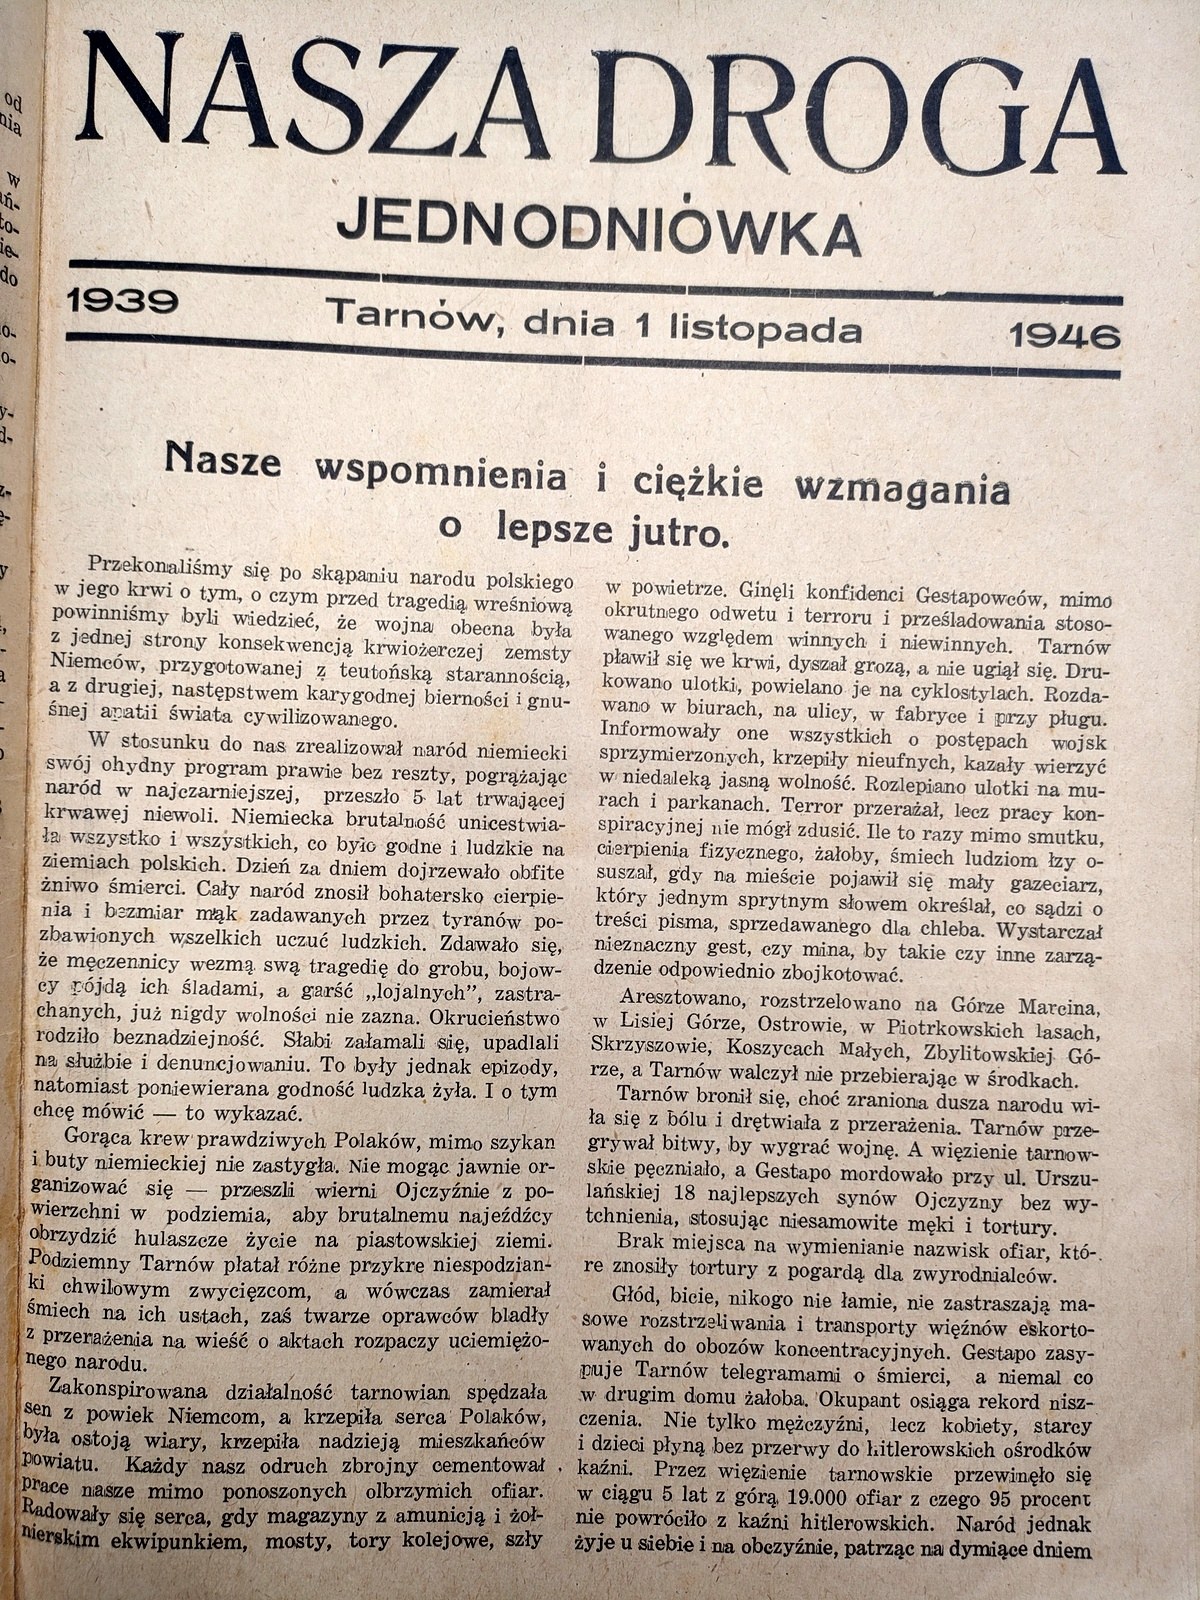 NASZA DROGA
JEDNODNIÓWKA
1939 Tarnów, dnia 1 listopada 1946
Nasze wspomnienia i ciężkie wzmagania
o lepsze jutro.
Przekonaliśmy się po skąpaniu narodu polskiego
w jego krwi o tym, o czym przed tragedią wreśniową
powinniśmy byli wiedzieć, że wojna obecna była
z jednej strony konsekwencją krwiożerczej zemsty
Niemców, przygotowanej z teutońską starannością,
a z drugiej, następstwem karygodnej bierności i gnu-
śnej apatii świata cywilizowanego.
W stosunku do nas zrealizował naród niemiecki
swój ohydny program prawie bez reszty, pogrążając
naród w najczarniejszej, przeszło 5 lat trwającej
krwawej niewoli. Niemiecka brutalność unicestwia-
ła wszystko i wszystkich, co było godne i ludzkie na
ziemiach polskich. Dzień za dniem dojrzewało obfite
żniwo śmierci. Cały naród znosił bohatersko cierpie-
nia i bezmiar mąk zadawanych przez tyranów po-
zbawionych wszelkich uczuć ludzkich. Zdawało się,
że męczennicy wezmą swą tragedię do grobu, bojow-
cy pójdą ich śladami, a garść „lojalnych”, zastra-
chanych, już nigdy wolności nie zazna. Okrucieństwo
rodziło beznadziejność. Słabi załamali się, upadlali
na służbie i denuncjowaniu. To były jednak epizody,
natomiast poniewierana godność ludzka żyła. I o tym
chcę mówić — to wykazać.
Gorąca krew prawdziwych Polaków, mimo szykan
i buty niemieckiej nie zastygła. Nie mogąc jawnie or-
ganizować się — przeszli wierni Ojczyźnie z po-
wierzchni w podziemia, aby brutalnemu najeźdźcy
obrzydzić hulaszcze życie na piastowskiej ziemi.
Podziemny Tarnów płatał różne przykre niespodzian-
ki chwilowym zwycięzcom, a wówczas zamierał
śmiech na ich ustach, zaś twarze oprawców bladły
z przerażenia na wieść o aktach rozpaczy uciemiężo-
nego narodu.
Zakonspirowana działalność tarnowian spędzała
sen z powiek Niemcom, a krzepiła serca Polaków,
była ostoją wiary, krzepiła nadzieją mieszkańców
powiatu. Każdy nasz odruch zbrojny cementował
prace nasze mimo ponoszonych olbrzymich ofiar.
Radowały się serca, gdy magazyny z amunicją i żoł-
nierskim ekwipunkiem, mosty, tory kolejowe, szły
w powietrze. Ginęli konfidenci Gestapowców, mimo
okrutnego odwetu i terroru i prześladowania stoso-
wanego względem winnych i niewinnych. Tarnów
pławił się we krwi, dyszał grozą, a nie ugiął się. Dru-
kowano ulotki, powielano je na cyklostylach. Rozda-
wano w biurach, na ulicy, w fabryce i przy pługu.
Informowały one wszystkich o postępach wojsk
sprzymierzonych, krzepiły nieufnych, kazały wierzyć
w niedaleką jasną wolność. Rozlepiano ulotki na mu-
rach i parkanach. Terror przerażał, lecz pracy kon-
spiracyjnej nie mógł zdusić. Ile to razy mimo smutku,
cierpienia fizycznego, żałoby, śmiech ludziom łzy o-
suszał, gdy na mieście pojawił się mały gazeciarz,
który jednym sprytnym słowem określał, co sądzi o
treści pisma, sprzedawanego dla chleba. Wystarczał
nieznaczny gest, czy mina, by takie czy inne zarzą-
dzenie odpowiednio zbojkotować.
Aresztowano, rozstrzelowano na Górze Marcina,
w Lisiej Górze, Ostrowie, w Piotrkowskich lasach,
Skrzyszowie, Koszycach Małych, Zbylitowskiej Gó-
rze, a Tarnów walczył nie przebierając w środkach.
Tarnów bronił się, choć zraniona dusza narodu wi-
ła się z bólu i drętwiała z przerażenia. Tarnów prze-
grywał bitwy, by wygrać wojnę. A więzienie tarnow-
skie pęczniało, a Gestapo mordowało przy ul. Urszu-
lańskiej 18 najlepszych synów Ojczyzny bez wy-
tchnienia, stosując niesamowite męki i tortury.
Brak miejsca na wymienianie nazwisk ofiar, któ-
re znosiły tortury z pogardą dla zwyrodnialców.
Głód, bicie, nikogo nie łamie, nie zastraszają ma-
sowe rozstrzeliwania i transporty więźnów eskorto-
wanych do obozów koncentracyjnych. Gestapo zasy-
puje Tarnów telegramami o śmierci, a niemal co
w drugim domu żałoba. Okupant osiąga rekord nisz-
czenia. Nie tylko mężczyźni, lecz kobiety, starcy
i dzieci płyną bez przerwy do hitlerowskich ośrodków
kaźni. Przez więzienie tarnowskie przewinęło się
w ciągu 5 lat z górą 19.000 ofiar z czego 95 procent
nie powróciło z kaźni hitlerowskich. Naród jednak
żyje u siebie i na obczyźnie, patrząc na dymiące dniem